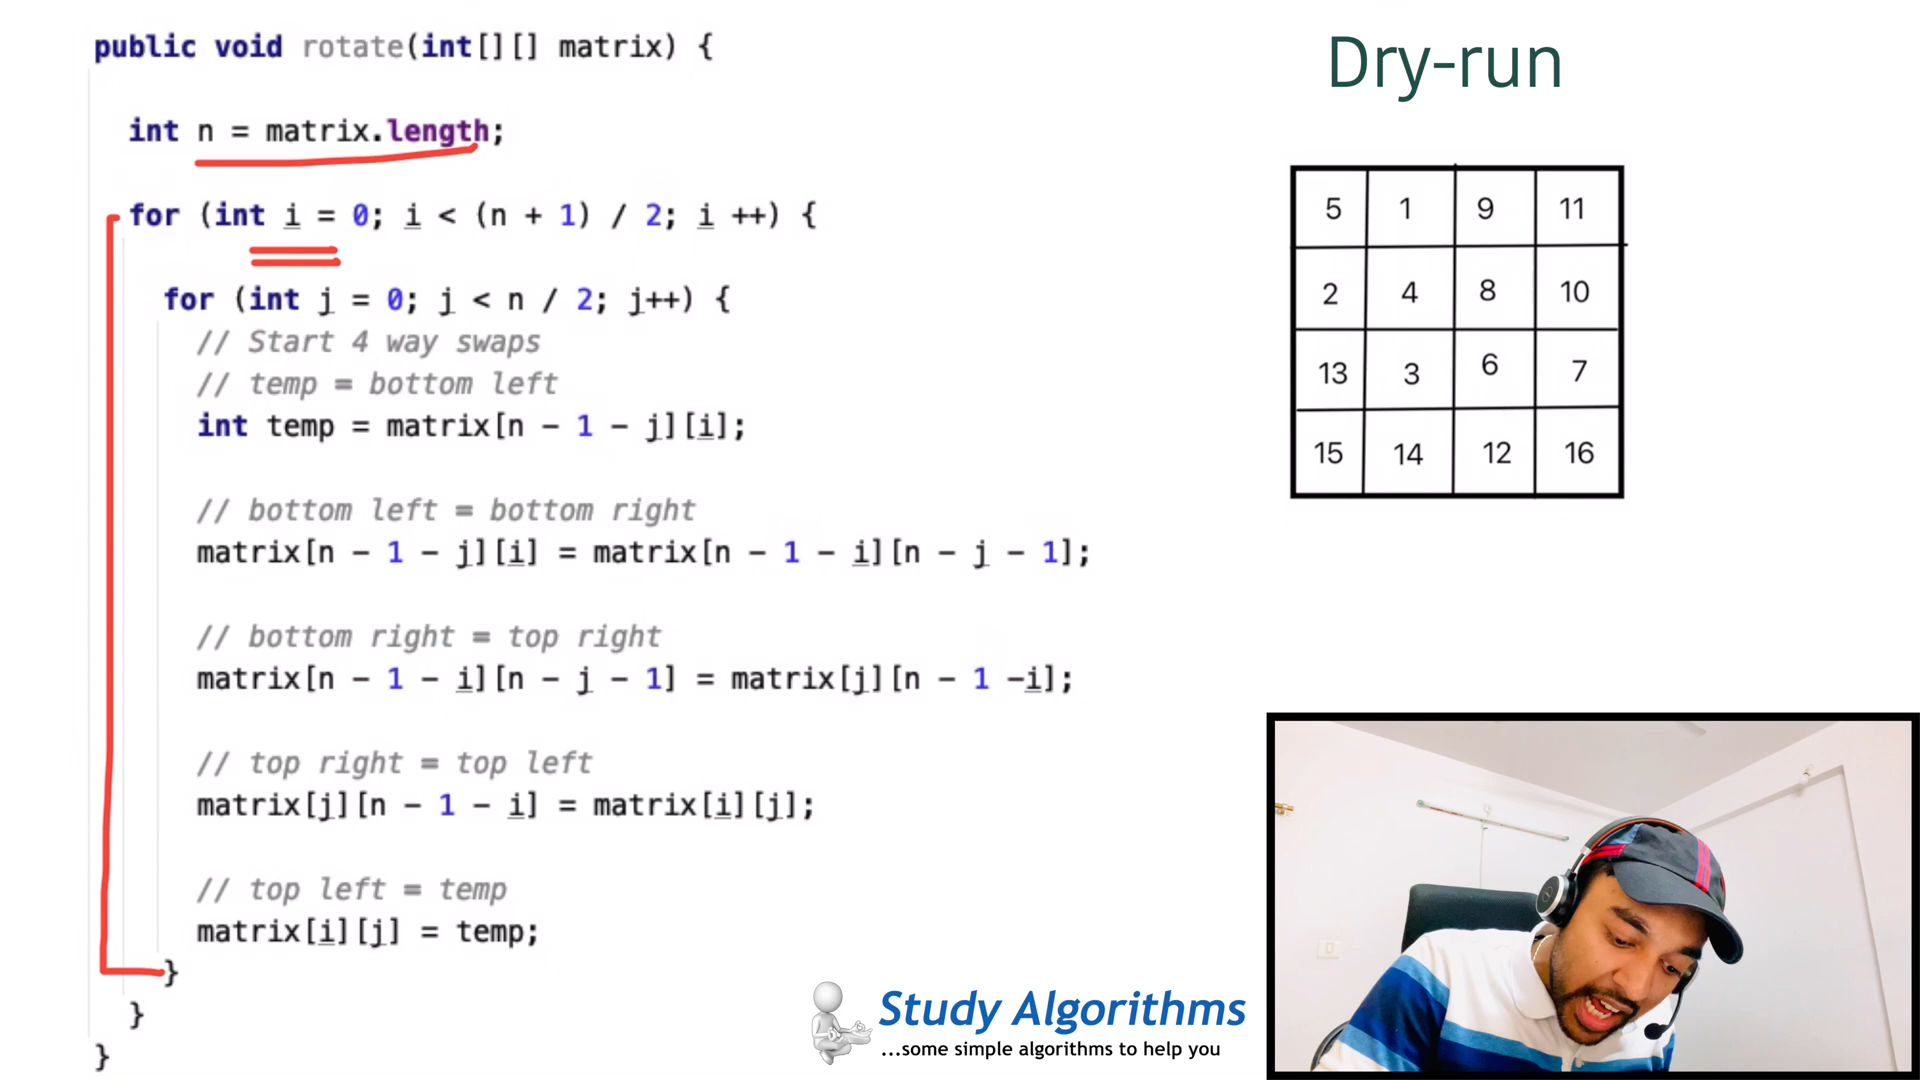 public void rotate(int[][] matrix) {
int n = matrix.length;
for (int i = 0; i < (n + 1) / 2; i ++) {
for (int j = 0; j < n / 2; j++) {
// Start 4 way swaps
// temp = bottom left
int temp = matrix[n - 1 - j][i];
// bottom left = bottom right
matrix[n - 1 - j][i] = matrix[n - 1 - i][n - j - 1];
// bottom right = top right
matrix[n - 1 - i][n - j - 1] = matrix[j][n - 1 -i];
// top right = top left
matrix[j][n - 1 - i] = matrix[i][j];
// top left = temp
matrix[i][j] = temp;
}
}
}
Dry-run
5 1 9 11
2 4 8 10
13 3 6 7
15 14 12 16
Study Algorithms
...some simple algorithms to help you